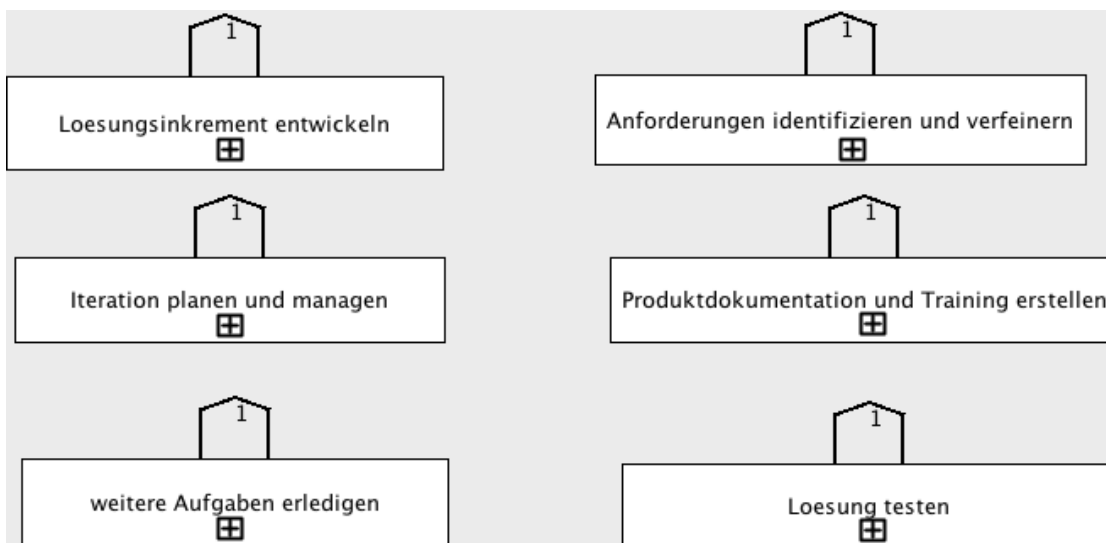 1
Loesungsinkrement entwickeln
1
Anforderungen identifizieren und verfeinern
1
Iteration planen und managen
1
Produktdokumentation und Training erstellen
1
weitere Aufgaben erledigen
1
Loesung testen